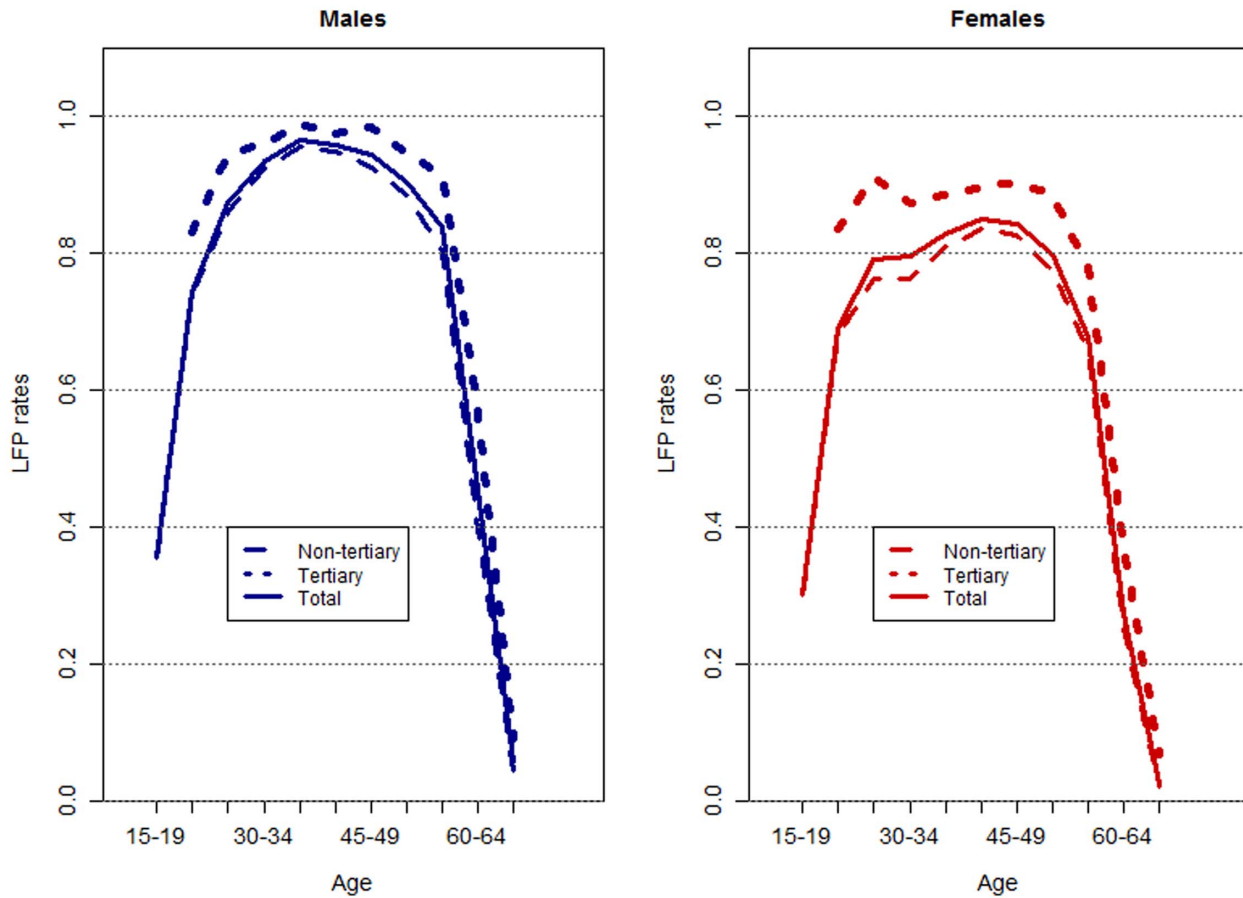 Males
LFP rates
1.0
0.8
0.6
0.4
0.2
0.0
Non-tertiary
Tertiary
Total
15-19 30-34 45-49 60-64
Age
Females
LFP rates
1.0
0.8
0.6
0.4
0.2
0.0
Non-tertiary
Tertiary
Total
15-19 30-34 45-49 60-64
Age